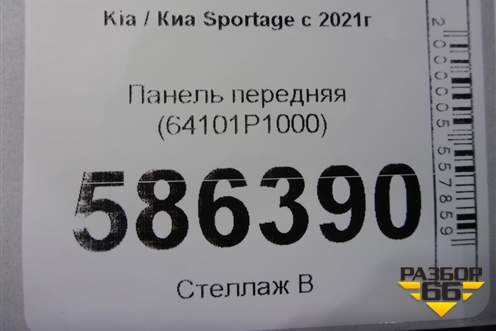 Kia / Киа Sportage с 2021г
Панель передняя
(64101P1000)
586390
Стеллаж В
2000005557859
РАЗБОР
66